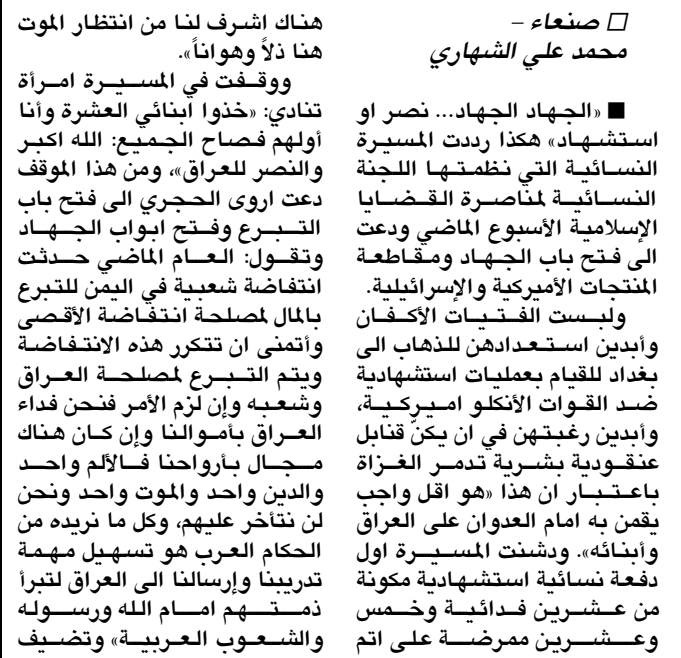 □ صنعاء –
محمد علي الشهاري
■ «الجهاد الجهاد... نصر او
استشهاد» هكذا رددت المسيرة
النسائية التي نظمتها اللجنة
النسائية لمناصرة القضايا
الإسلامية الأسبوع الماضي ودعت
الى فتح باب الجهاد ومقاطعة
المنتجات الأميركية والإسرائيلية.
ولبست الفتيات الأكفان
وأبدين استعدادهن للذهاب الى
بغداد للقيام بعمليات استشهادية
ضد القوات الأنكلو اميركية،
وأبدين رغبتهن في ان يكنّ قنابل
عنقودية بشرية تدمر الغزاة
باعتبار ان هذا «هو اقل واجب
يقمن به امام العدوان على العراق
وأبنائه». ودشنت المسيرة اول
دفعة نسائية استشهادية مكونة
من عشرين فدائية وخمس
وعشرين ممرضة على اتم
هناك اشرف لنا من انتظار الموت
هنا ذلاً وهواناً».
ووقفت في المسيرة امرأة
تنادي: «خذوا ابنائي العشرة وأنا
أولهم فصاح الجميع: الله اكبر
والنصر للعراق»، ومن هذا الموقف
دعت اروى الحجري الى فتح باب
التبرع وفتح ابواب الجهاد
وتقول: العام الماضي حدثت
انتفاضة شعبية في اليمن للتبرع
بالمال لمصلحة انتفاضة الأقصى
وأتمنى ان تتكرر هذه الانتفاضة
ويتم التبرع لمصلحة العراق
وشعبه وإن لزم الأمر فنحن فداء
العراق بأموالنا وإن كان هناك
مجال بأرواحنا فالألم واحد
والدين واحد والموت واحد ونحن
لن نتأخر عليهم، وكل ما نريده من
الحكام العرب هو تسهيل مهمة
تدريبنا وإرسالنا الى العراق لتبرأ
ذمتهم امام الله ورسوله
والشعوب العربية» وتضيف